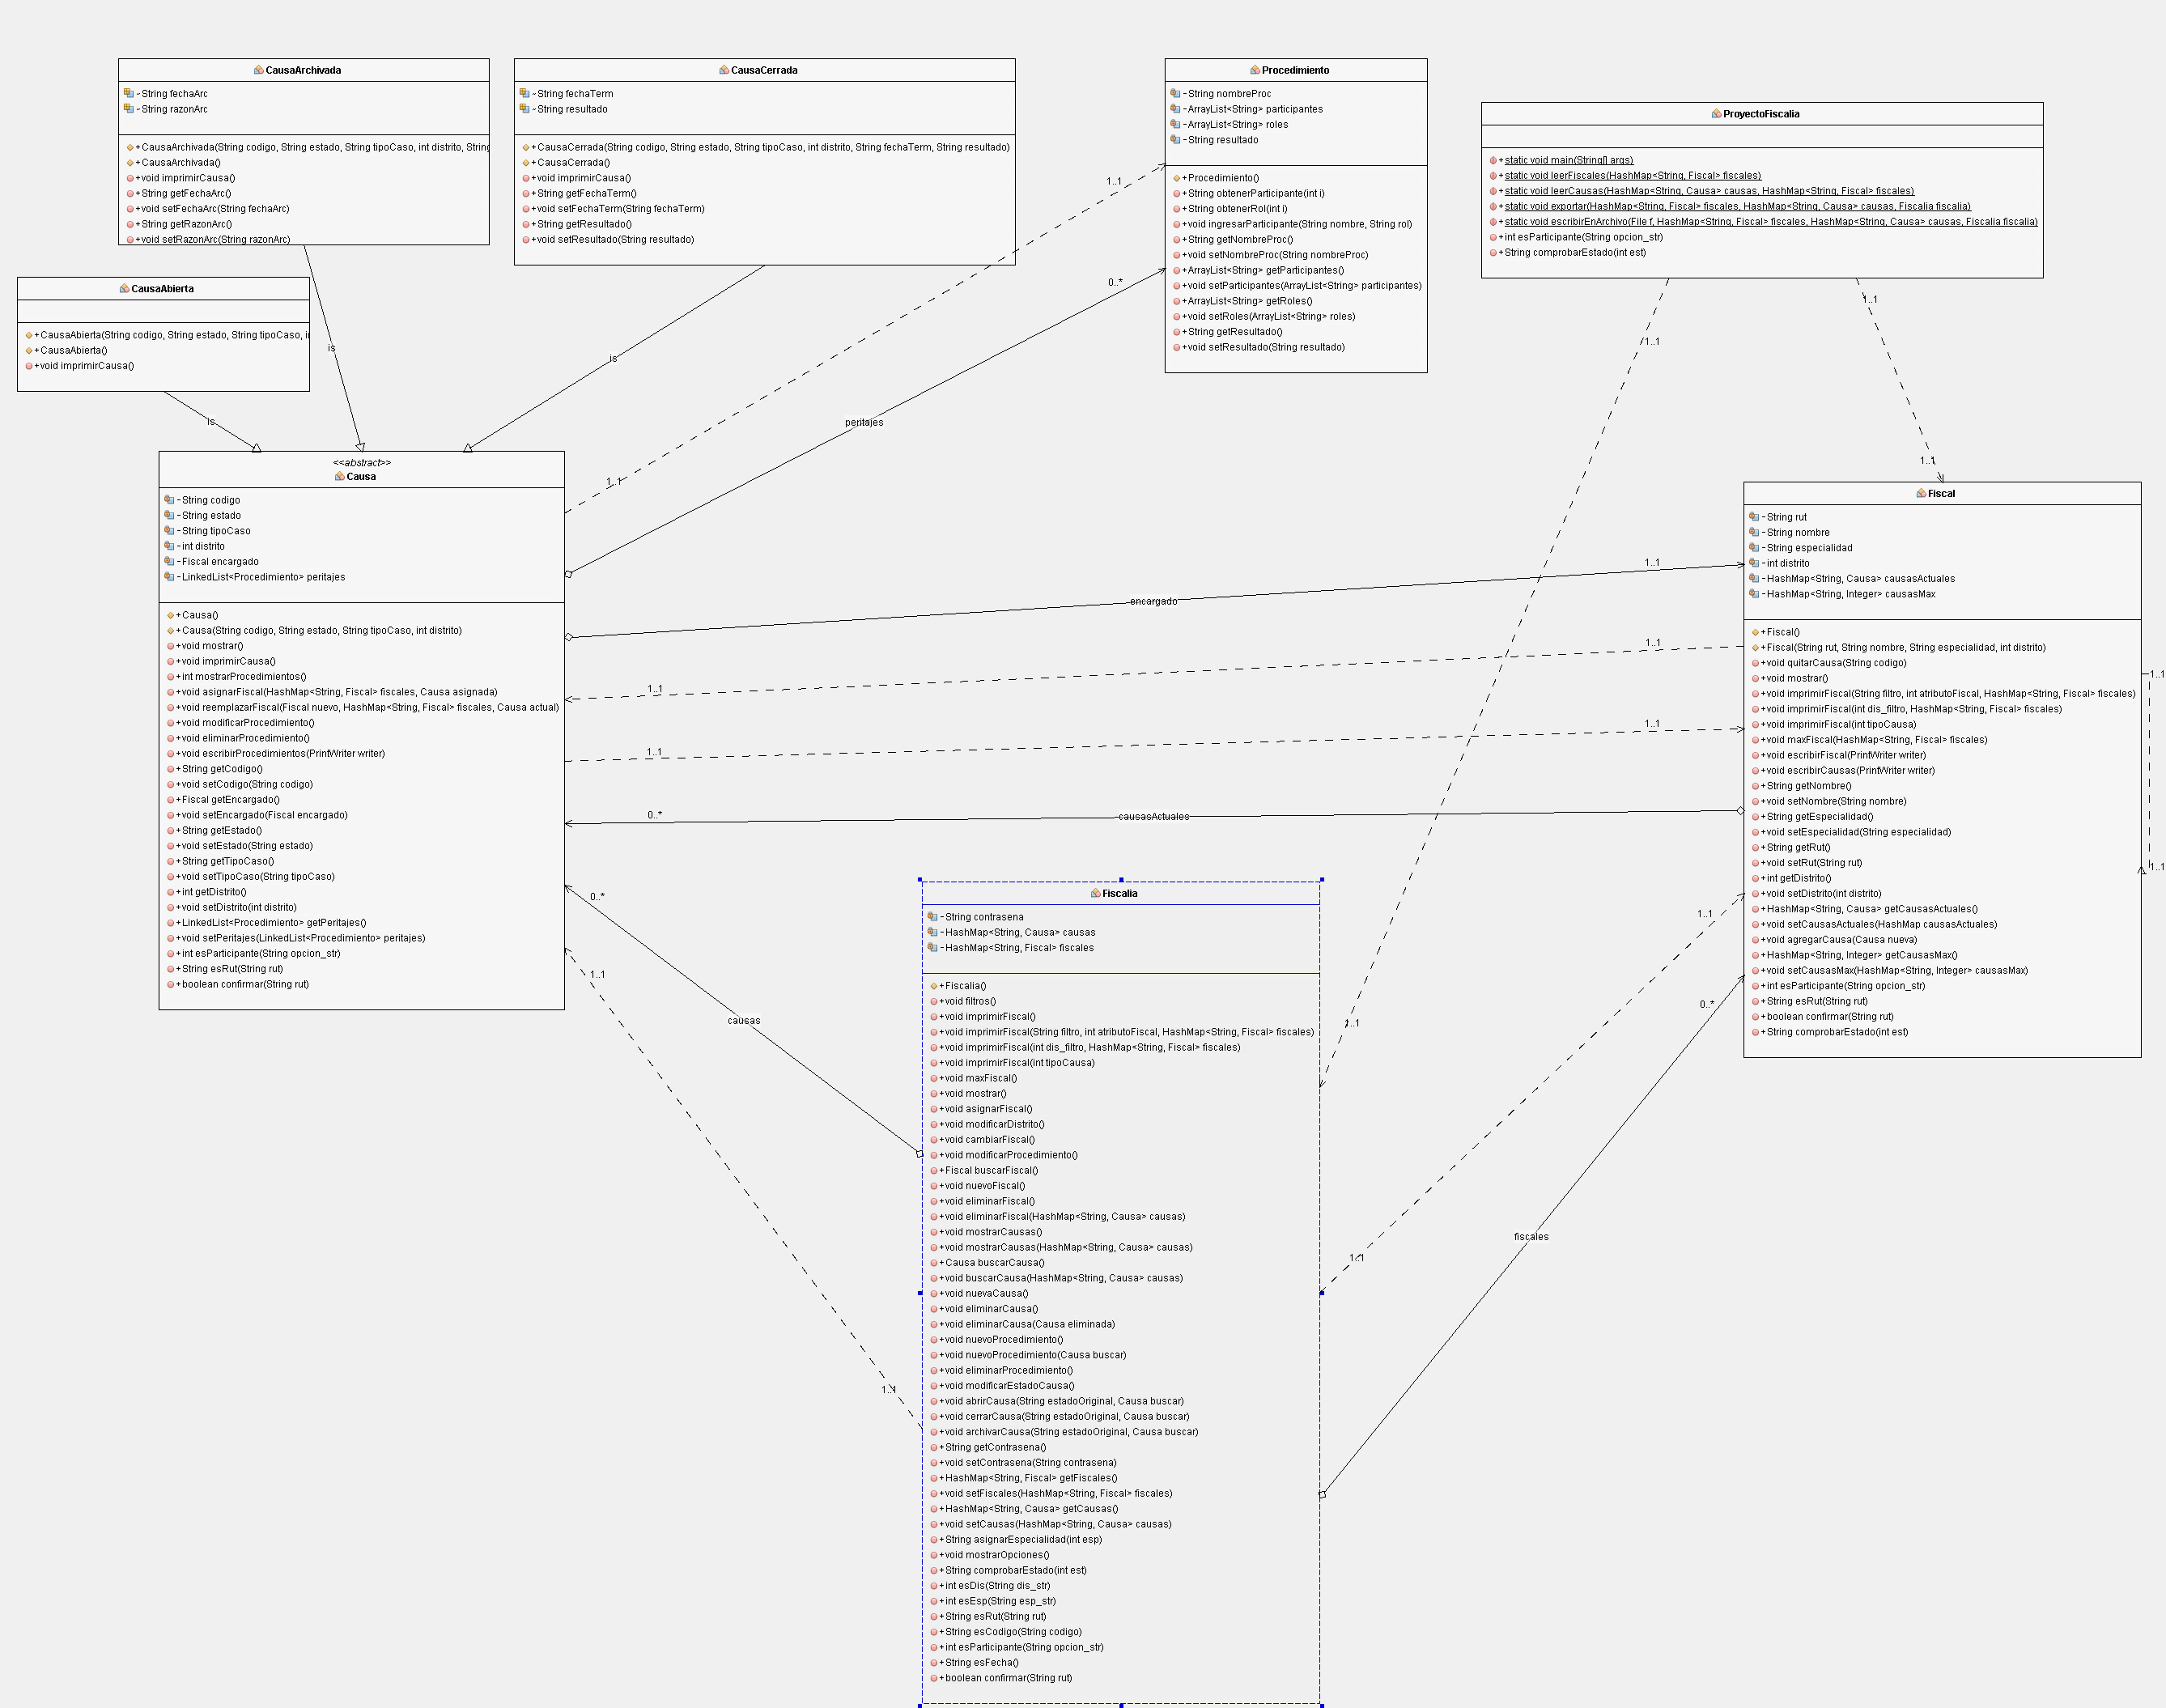 CausaArchivada
-String fechaArc
-String razonArc
+CausaArchivada(String codigo, String estado, String tipoCaso, int distrito, String
+CausaArchivada()
+void imprimirCausa()
+String getFechaArc()
+void setFechaArc(String fechaArc)
+String getRazonArc()
+void setRazonArc(String razonArc)
CausaCerrada
-String fechaTerm
-String resultado
+CausaCerrada(String codigo, String estado, String tipoCaso, int distrito, String fechaTerm, String resultado)
+CausaCerrada()
+void imprimirCausa()
+String getFechaTerm()
+void setFechaTerm(String fechaTerm)
+String getResultado()
+void setResultado(String resultado)
Procedimiento
-String nombreProc
-ArrayList<String> participantes
-ArrayList<String> roles
-String resultado
+Procedimiento()
+String obtenerParticipante(int i)
+String obtenerRol(int i)
+void ingresarParticipante(String nombre, String rol)
+String getNombreProc()
+void setNombreProc(String nombreProc)
+ArrayList<String> getParticipantes()
+void setParticipantes(ArrayList<String> participantes)
+ArrayList<String> getRoles()
+void setRoles(ArrayList<String> roles)
+String getResultado()
+void setResultado(String resultado)
ProyectoFiscalia
+static void main(String[] args)
+static void leerFiscales(HashMap<String, Fiscal> fiscales)
+static void leerCausas(HashMap<String, Causa> causas, HashMap<String, Fiscal> fiscales)
+static void exportar(HashMap<String, Fiscal> fiscales, HashMap<String, Causa> causas, Fiscalia fiscalia)
+static void escribirEnArchivo(File f, HashMap<String, Fiscal> fiscales, HashMap<String, Causa> causas, Fiscalia fiscalia)
+int esParticipante(String opcion_str)
+String comprobarEstado(int est)
CausaAbierta
+CausaAbierta(String codigo, String estado, String tipoCaso, in
+CausaAbierta()
+void imprimirCausa()
is
is
is
1..1
1..1
0..*
peritajes
1..1
1..1
1..1
1..1
<<abstract>>
Causa
-String codigo
-String estado
-String tipoCaso
-int distrito
-Fiscal encargado
-LinkedList<Procedimiento> peritajes
+Causa()
+Causa(String codigo, String estado, String tipoCaso, int distrito)
+void mostrar()
+void imprimirCausa()
+int mostrarProcedimientos()
+void asignarFiscal(HashMap<String, Fiscal> fiscales, Causa asignada)
+void reemplazarFiscal(Fiscal nuevo, HashMap<String, Fiscal> fiscales, Causa actual)
+void modificarProcedimiento()
+void eliminarProcedimiento()
+void escribirProcedimientos(PrintWriter writer)
+String getCodigo()
+void setCodigo(String codigo)
+Fiscal getEncargado()
+void setEncargado(Fiscal encargado)
+String getEstado()
+void setEstado(String estado)
+String getTipoCaso()
+void setTipoCaso(String tipoCaso)
+int getDistrito()
+void setDistrito(int distrito)
+LinkedList<Procedimiento> getPeritajes()
+void setPeritajes(LinkedList<Procedimiento> peritajes)
+int esParticipante(String opcion_str)
+String esRut(String rut)
+boolean confirmar(String rut)
encargado
1..1
1..1
1..1
1..1
1..1
causasActuales
0..*
0..*
causas
1..1
1..1
Fiscal
-String rut
-String nombre
-String especialidad
-int distrito
-HashMap<String, Causa> causasActuales
-HashMap<String, Integer> causasMax
+Fiscal()
+Fiscal(String rut, String nombre, String especialidad, int distrito)
+void quitarCausa(String codigo)
+void mostrar()
+void imprimirFiscal(String filtro, int atributoFiscal, HashMap<String, Fiscal> fiscales)
+void imprimirFiscal(int dis_filtro, HashMap<String, Fiscal> fiscales)
+void imprimirFiscal(int tipoCausa)
+void maxFiscal(HashMap<String, Fiscal> fiscales)
+void escribirFiscal(PrintWriter writer)
+void escribirCausas(PrintWriter writer)
+String getNombre()
+void setNombre(String nombre)
+String getEspecialidad()
+void setEspecialidad(String especialidad)
+String getRut()
+void setRut(String rut)
+int getDistrito()
+void setDistrito(int distrito)
+HashMap<String, Causa> getCausasActuales()
+void setCausasActuales(HashMap causasActuales)
+void agregarCausa(Causa nueva)
+HashMap<String, Integer> getCausasMax()
+void setCausasMax(HashMap<String, Integer> causasMax)
+int esParticipante(String opcion_str)
+String esRut(String rut)
+boolean confirmar(String rut)
+String comprobarEstado(int est)
1..1
1..1
Fiscalia
-String contrasena
-HashMap<String, Causa> causas
-HashMap<String, Fiscal> fiscales
+Fiscalia()
+void filtros()
+void imprimirFiscal()
+void imprimirFiscal(String filtro, int atributoFiscal, HashMap<String, Fiscal> fiscales)
+void imprimirFiscal(int dis_filtro, HashMap<String, Fiscal> fiscales)
+void imprimirFiscal(int tipoCausa)
+void maxFiscal()
+void mostrar()
+void asignarFiscal()
+void modificarDistrito()
+void cambiarFiscal()
+void modificarProcedimiento()
+Fiscal buscarFiscal()
+void nuevoFiscal()
+void eliminarFiscal()
+void eliminarFiscal(HashMap<String, Causa> causas)
+void mostrarCausas()
+void mostrarCausas(HashMap<String, Causa> causas)
+Causa buscarCausa()
+void buscarCausa(HashMap<String, Causa> causas)
+void nuevaCausa()
+void eliminarCausa()
+void eliminarCausa(Causa eliminada)
+void nuevoProcedimiento()
+void nuevoProcedimiento(Causa buscar)
+void eliminarProcedimiento()
+void modificarEstadoCausa()
+void abrirCausa(String estadoOriginal, Causa buscar)
+void cerrarCausa(String estadoOriginal, Causa buscar)
+void archivarCausa(String estadoOriginal, Causa buscar)
+String getContrasena()
+void setContrasena(String contrasena)
+HashMap<String, Fiscal> getFiscales()
+void setFiscales(HashMap<String, Fiscal> fiscales)
+HashMap<String, Causa> getCausas()
+void setCausas(HashMap<String, Causa> causas)
+String asignarEspecialidad(int esp)
+void mostrarOpciones()
+String comprobarEstado(int est)
+int esDis(String dis_str)
+int esEsp(String esp_str)
+String esRut(String rut)
+String esCodigo(String codigo)
+int esParticipante(String opcion_str)
+String esFecha()
+boolean confirmar(String rut)
1..1
1..1
0..*
fiscales